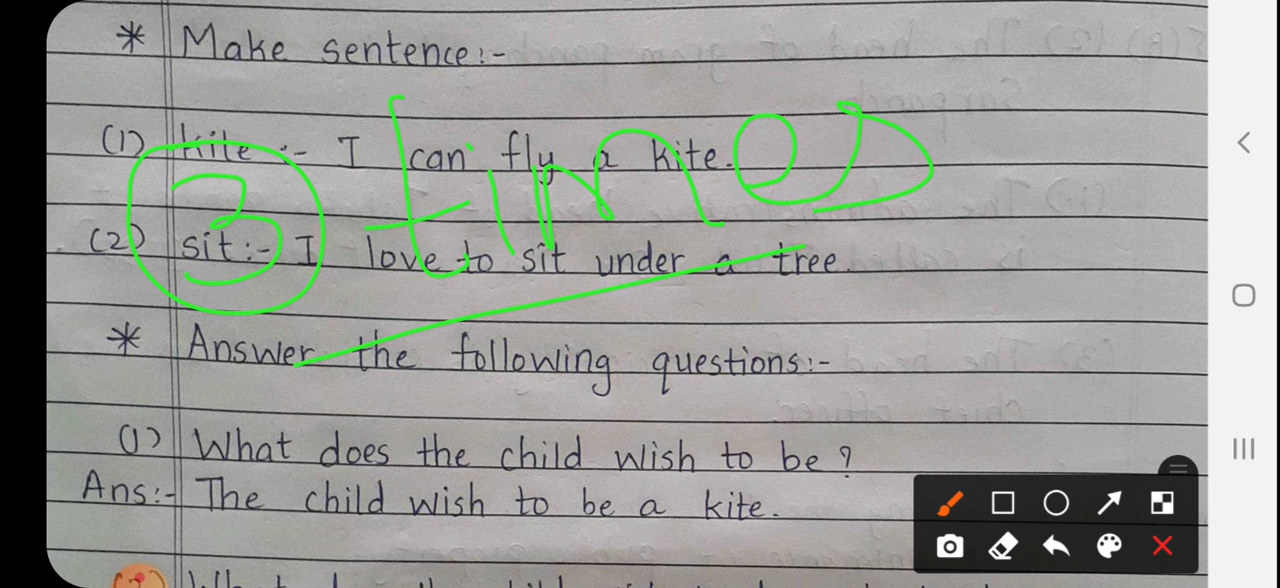 * Make sentence:-
(1) kite :- I can fly a kite.
(2) sit:- I love to sit under a tree.
3 times
* Answer the following questions:-
(1) What does the child wish to be?
Ans:- The child wish to be a kite.